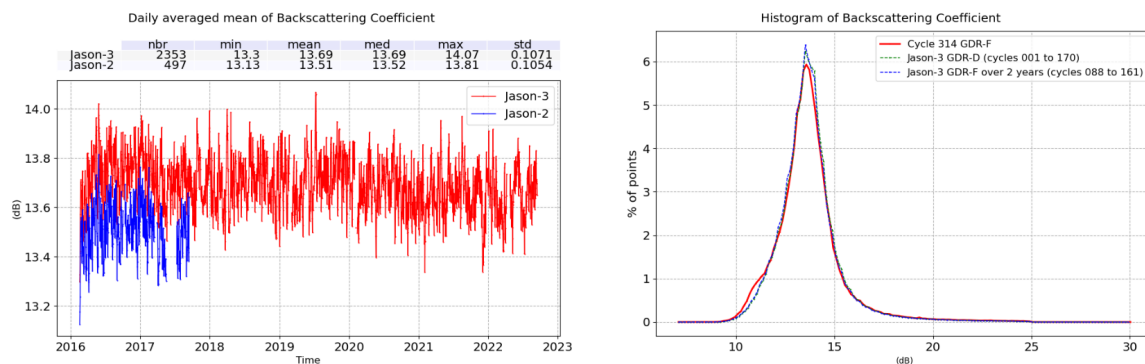 Daily averaged mean of Backscattering Coefficient
nbr min mean med max std
Jason-3 2353 13.3 13.69 13.69 14.07 0.1071
Jason-2 497 13.13 13.51 13.52 13.81 0.1054
Jason-3
Jason-2
14.0
13.8
13.6
13.4
13.2
(dB)
2016 2017 2018 2019 2020 2021 2022 2023
Time
Histogram of Backscattering Coefficient
Cycle 314 GDR-F
Jason-3 GDR-D (cycles 001 to 170)
Jason-3 GDR-F over 2 years (cycles 088 to 161)
6
5
4
3
2
1
0
% of points
10 15 20 25 30
(dB)